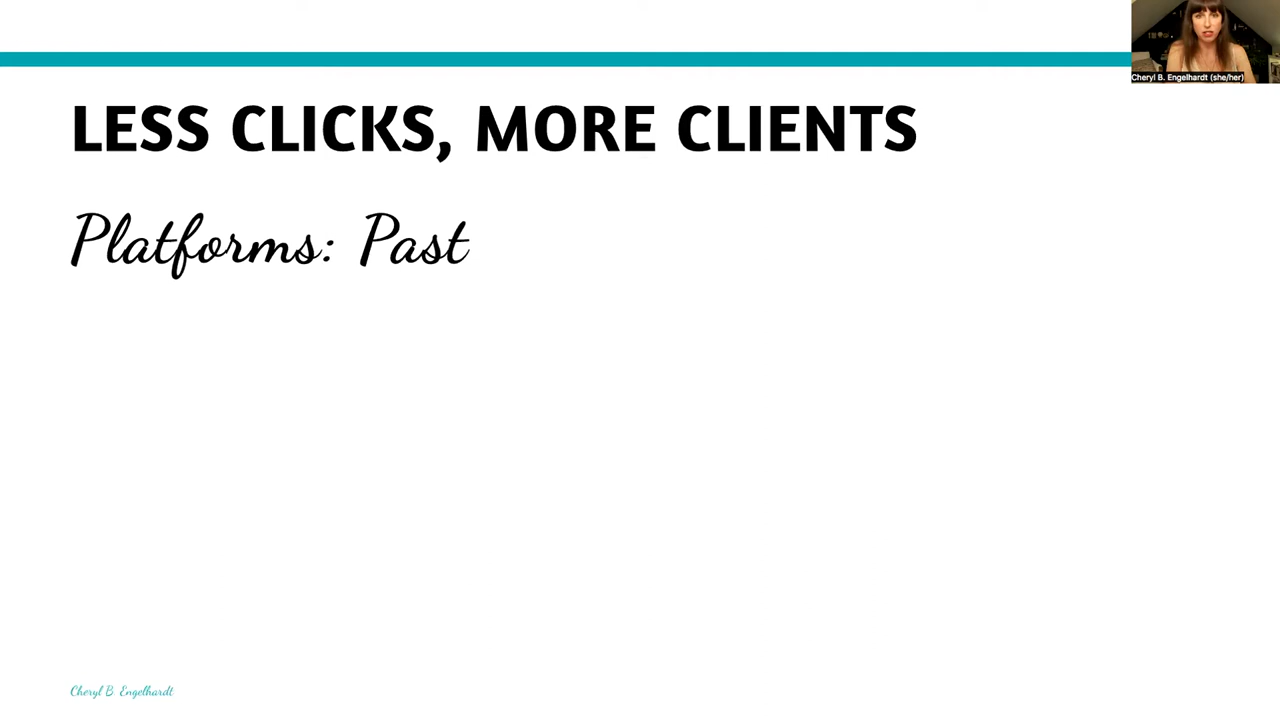 Cheryl B. Engelhardt (she/her)
LESS CLICKS, MORE CLIENTS
Platforms: Past
Cheryl B. Engelhardt